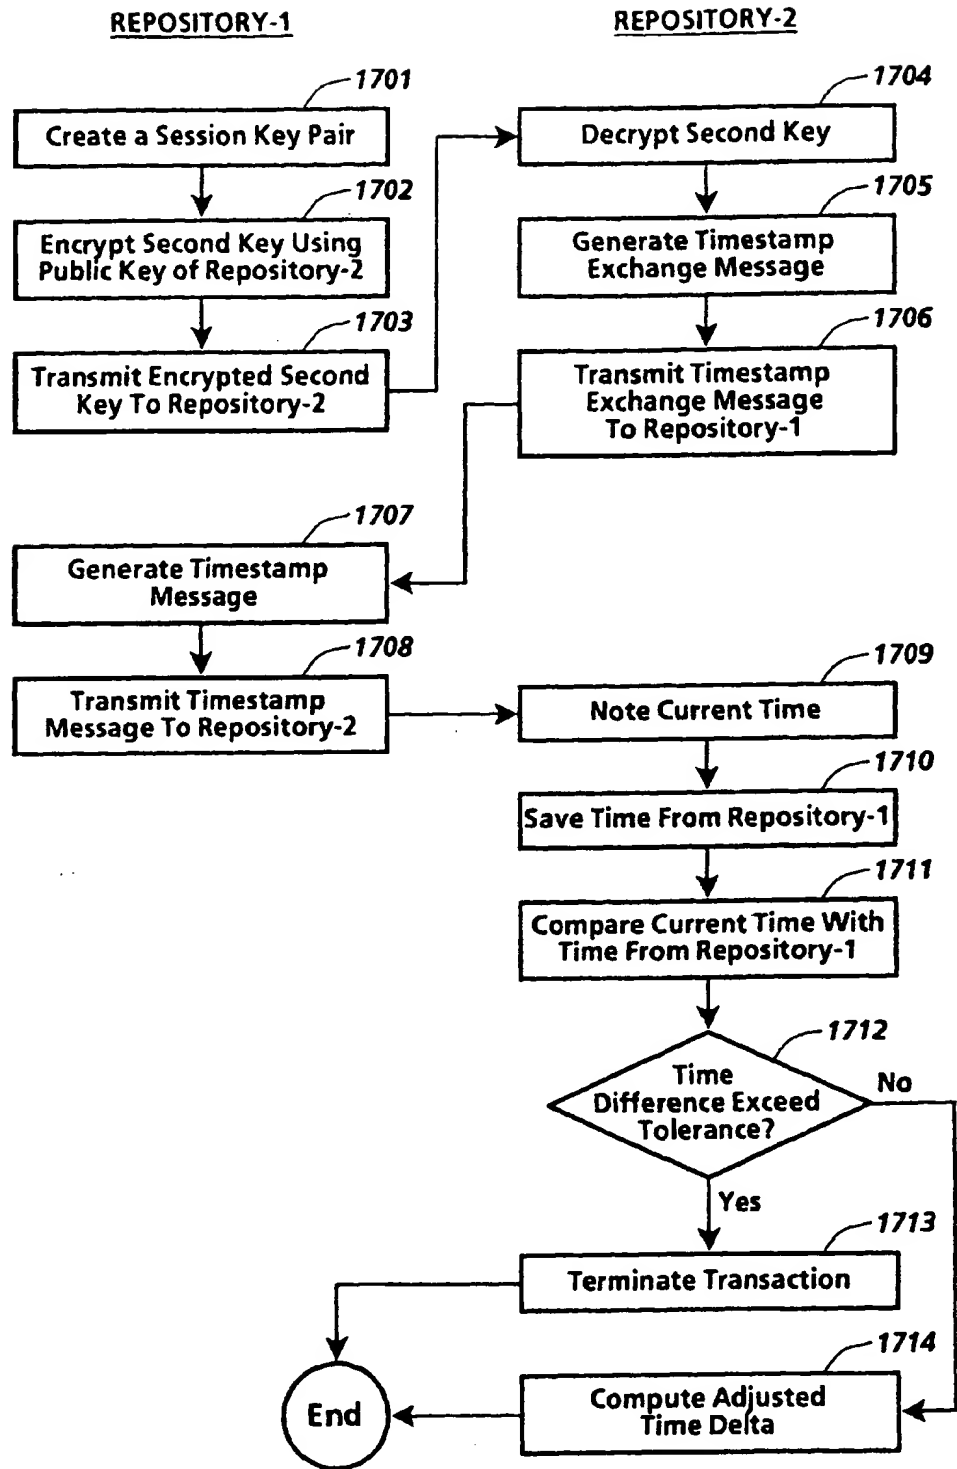 REPOSITORY-1
REPOSITORY-2
1701
Create a Session Key Pair
1702
Encrypt Second Key Using
Public Key of Repository-2
1703
Transmit Encrypted Second
Key To Repository-2
1704
Decrypt Second Key
1705
Generate Timestamp
Exchange Message
1706
Transmit Timestamp
Exchange Message
To Repository-1
1707
Generate Timestamp
Message
1708
Transmit Timestamp
Message To Repository-2
1709
Note Current Time
1710
Save Time From Repository-1
1711
Compare Current Time With
Time From Repository-1
1712
Time
Difference Exceed
Tolerance?
No
Yes
1713
Terminate Transaction
1714
Compute Adjusted
Time Delta
End